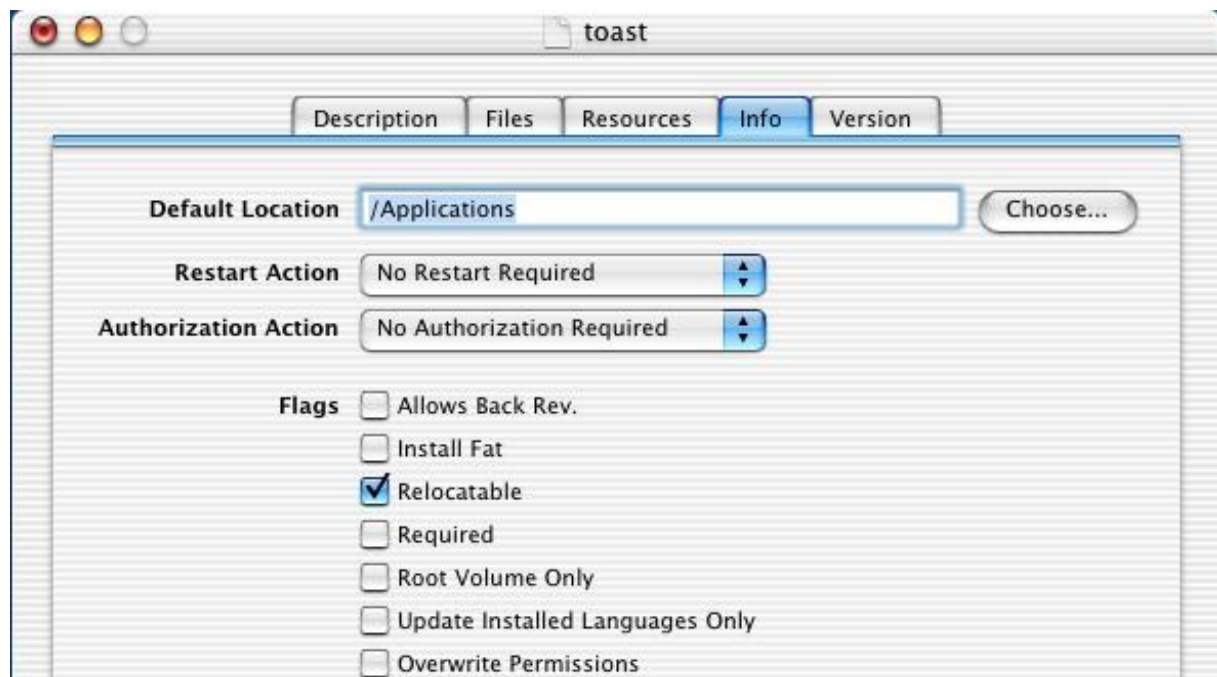 toast
Description Files Resources Info Version
Default Location /Applications Choose...
Restart Action No Restart Required
Authorization Action No Authorization Required
Flags Allows Back Rev.
Install Fat
Relocatable
Required
Root Volume Only
Update Installed Languages Only
Overwrite Permissions